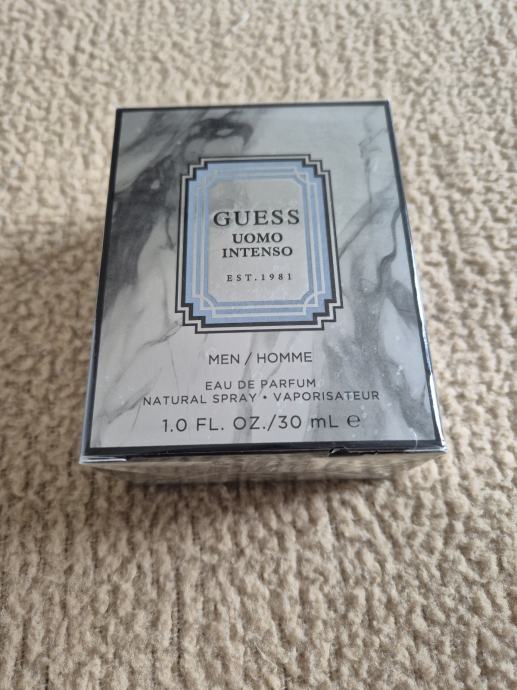 GUESS
UOMO
INTENSO
EST.1981
MEN / HOMME
EAU DE PARFUM
NATURAL SPRAY • VAPORISATEUR
1.0 FL. OZ./30 mL ℮